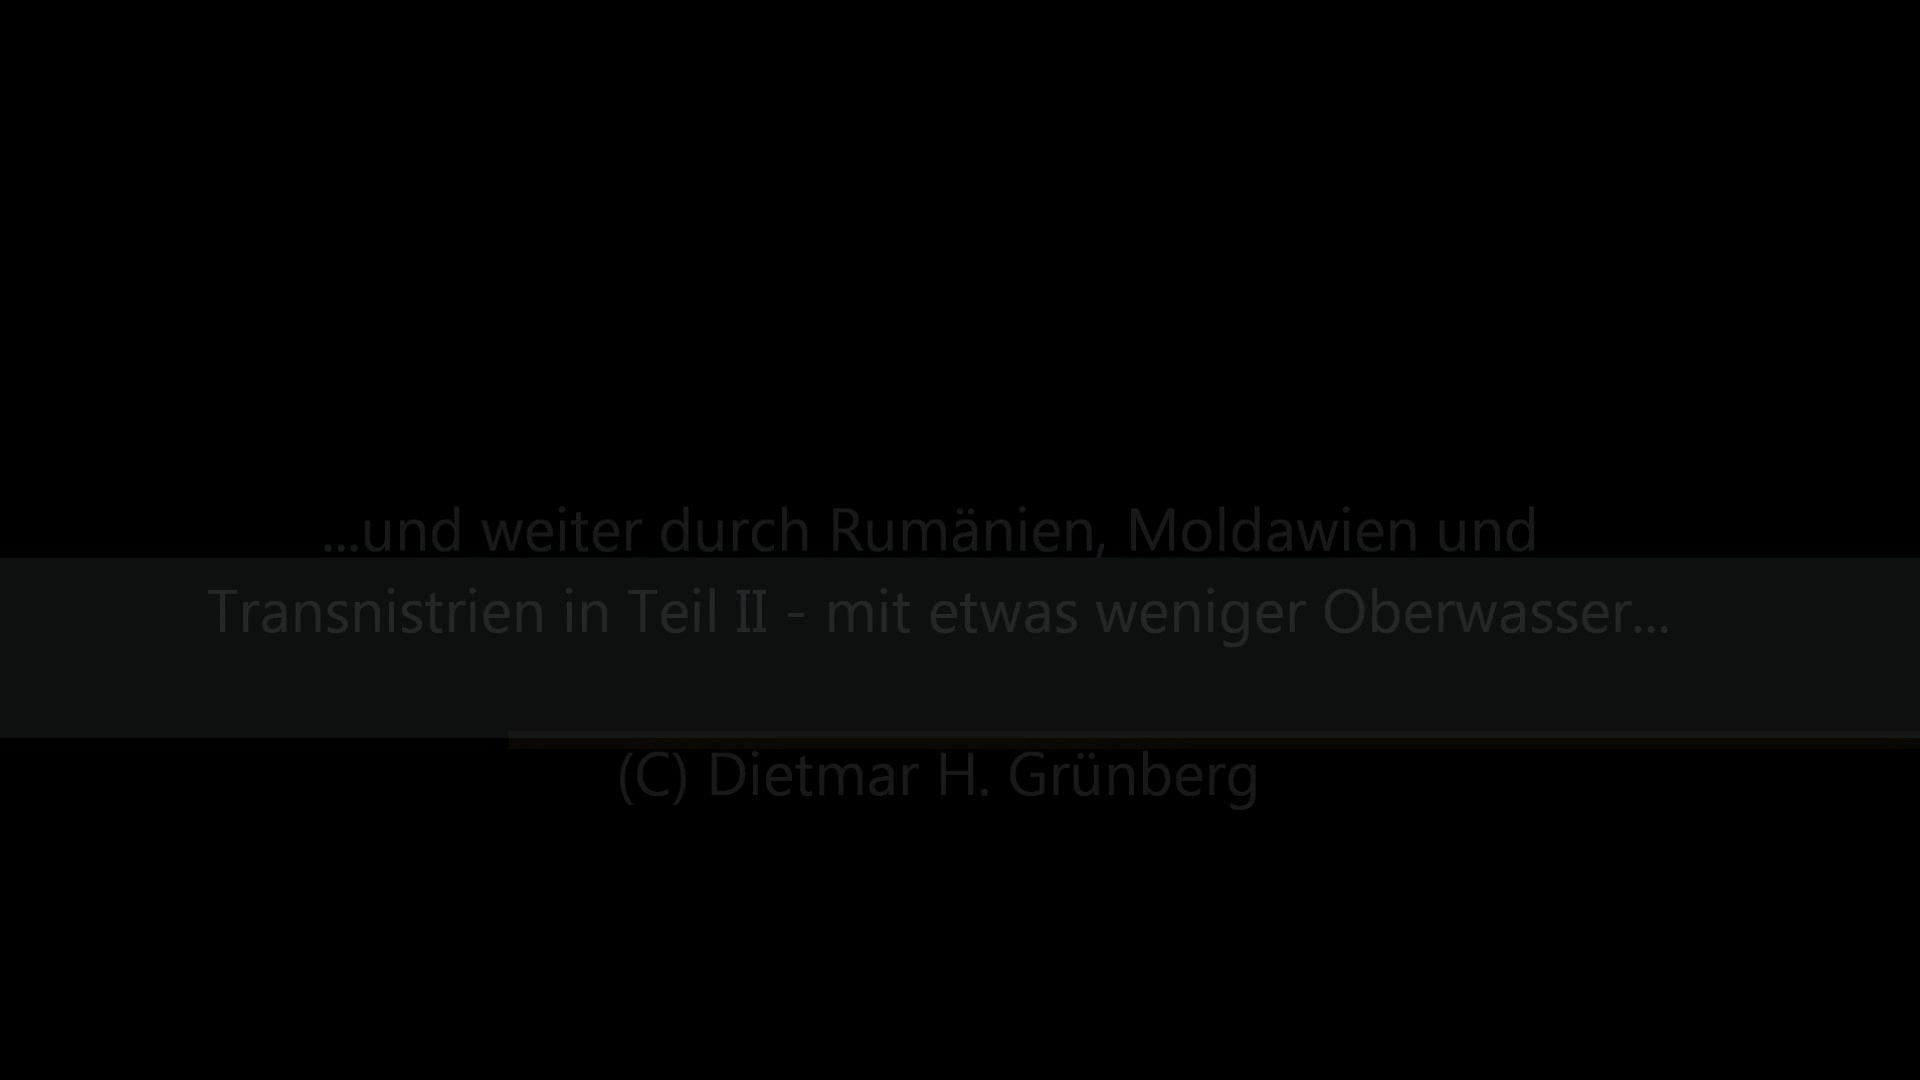 ...und weiter durch Rumänien, Moldawien und
Transnistrien in Teil II - mit etwas weniger Oberwasser...
(C) Dietmar H. Grünberg